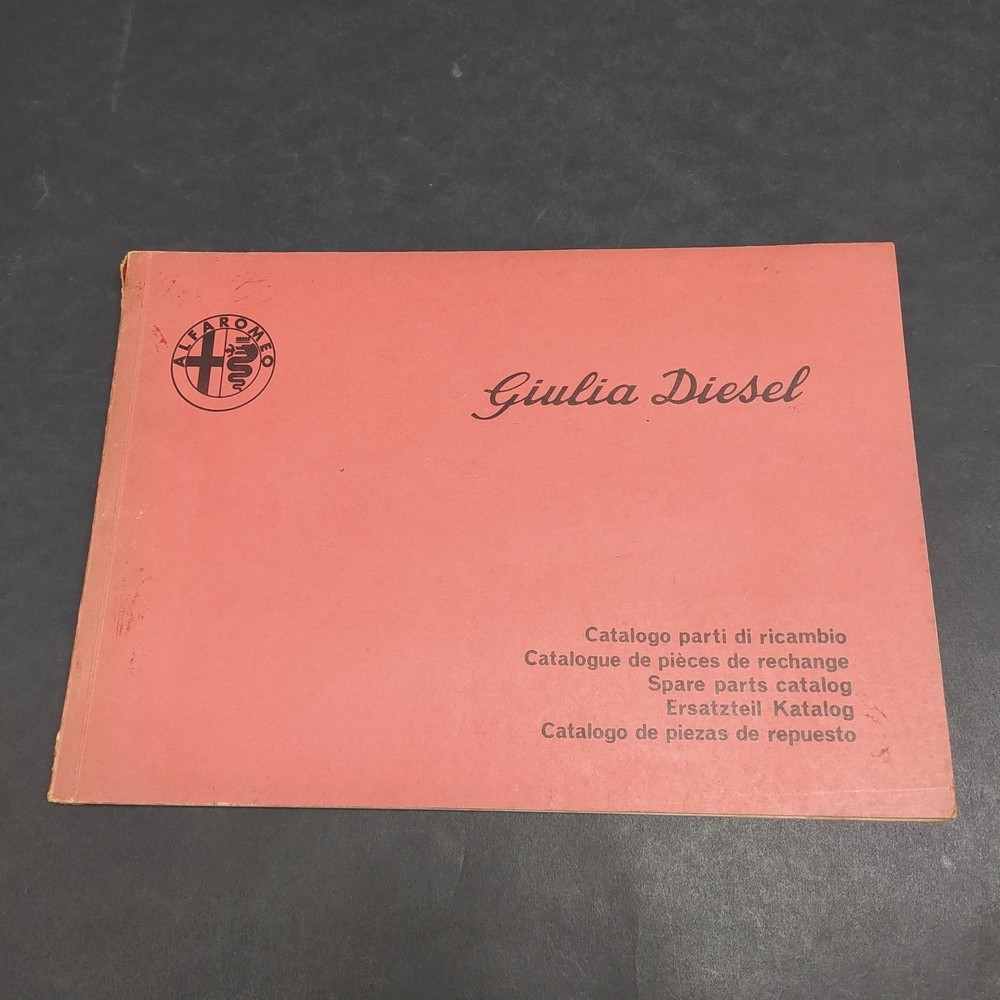 ALFA ROMEO
Giulia Diesel
Catalogo parti di ricambio
Catalogue de pièces de rechange
Spare parts catalog
Ersatzteil Katalog
Catalogo de piezas de repuesto